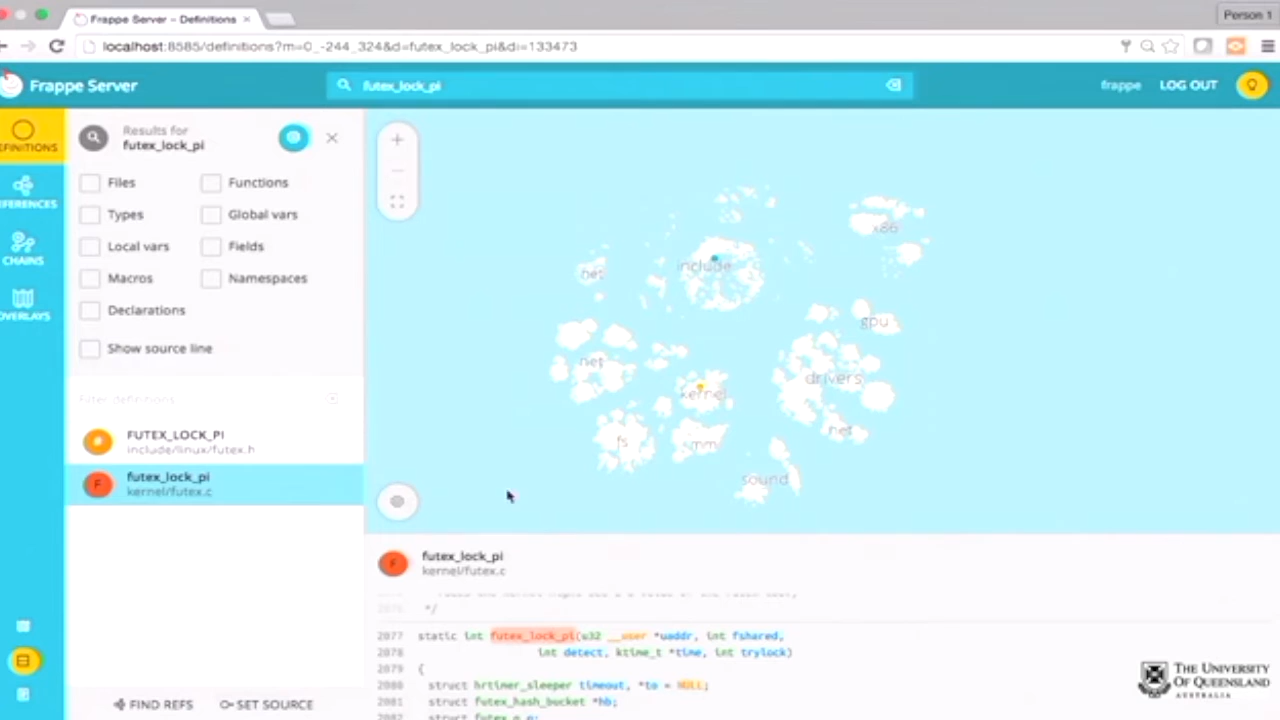 Frappe Server – Definitions ×
Person 1
localhost:8585/definitions?m=0_-244_324&d=futex_lock_pi&di=133473
Frappe Server
futex_lock_pi
frappe
LOG OUT
EFINITIONS
Results for
futex_lock_pi
Files
Functions
Types
Global vars
Local vars
Fields
Macros
Namespaces
Declarations
Show source line
FERENCES
CHAINS
OVERLAYS
Filter definitions
FUTEX_LOCK_PI
include/linux/futex.h
F
futex_lock_pi
kernel/futex.c
FIND REFS
SET SOURCE
x86
include
net
gpu
net
drivers
kernel
net
fs
mm
sound
F
futex_lock_pi
kernel/futex.c
*/
2077 static int futex_lock_pi(u32 __user *uaddr, int fshared,
2078 int detect, ktime_t *time, int trylock)
2079 {
2080 struct hrtimer_sleeper timeout, *to = NULL;
2081 struct futex_hash_bucket *hb;
2082 struct futex_q q;
THE UNIVERSITY
OF QUEENSLAND
AUSTRALIA